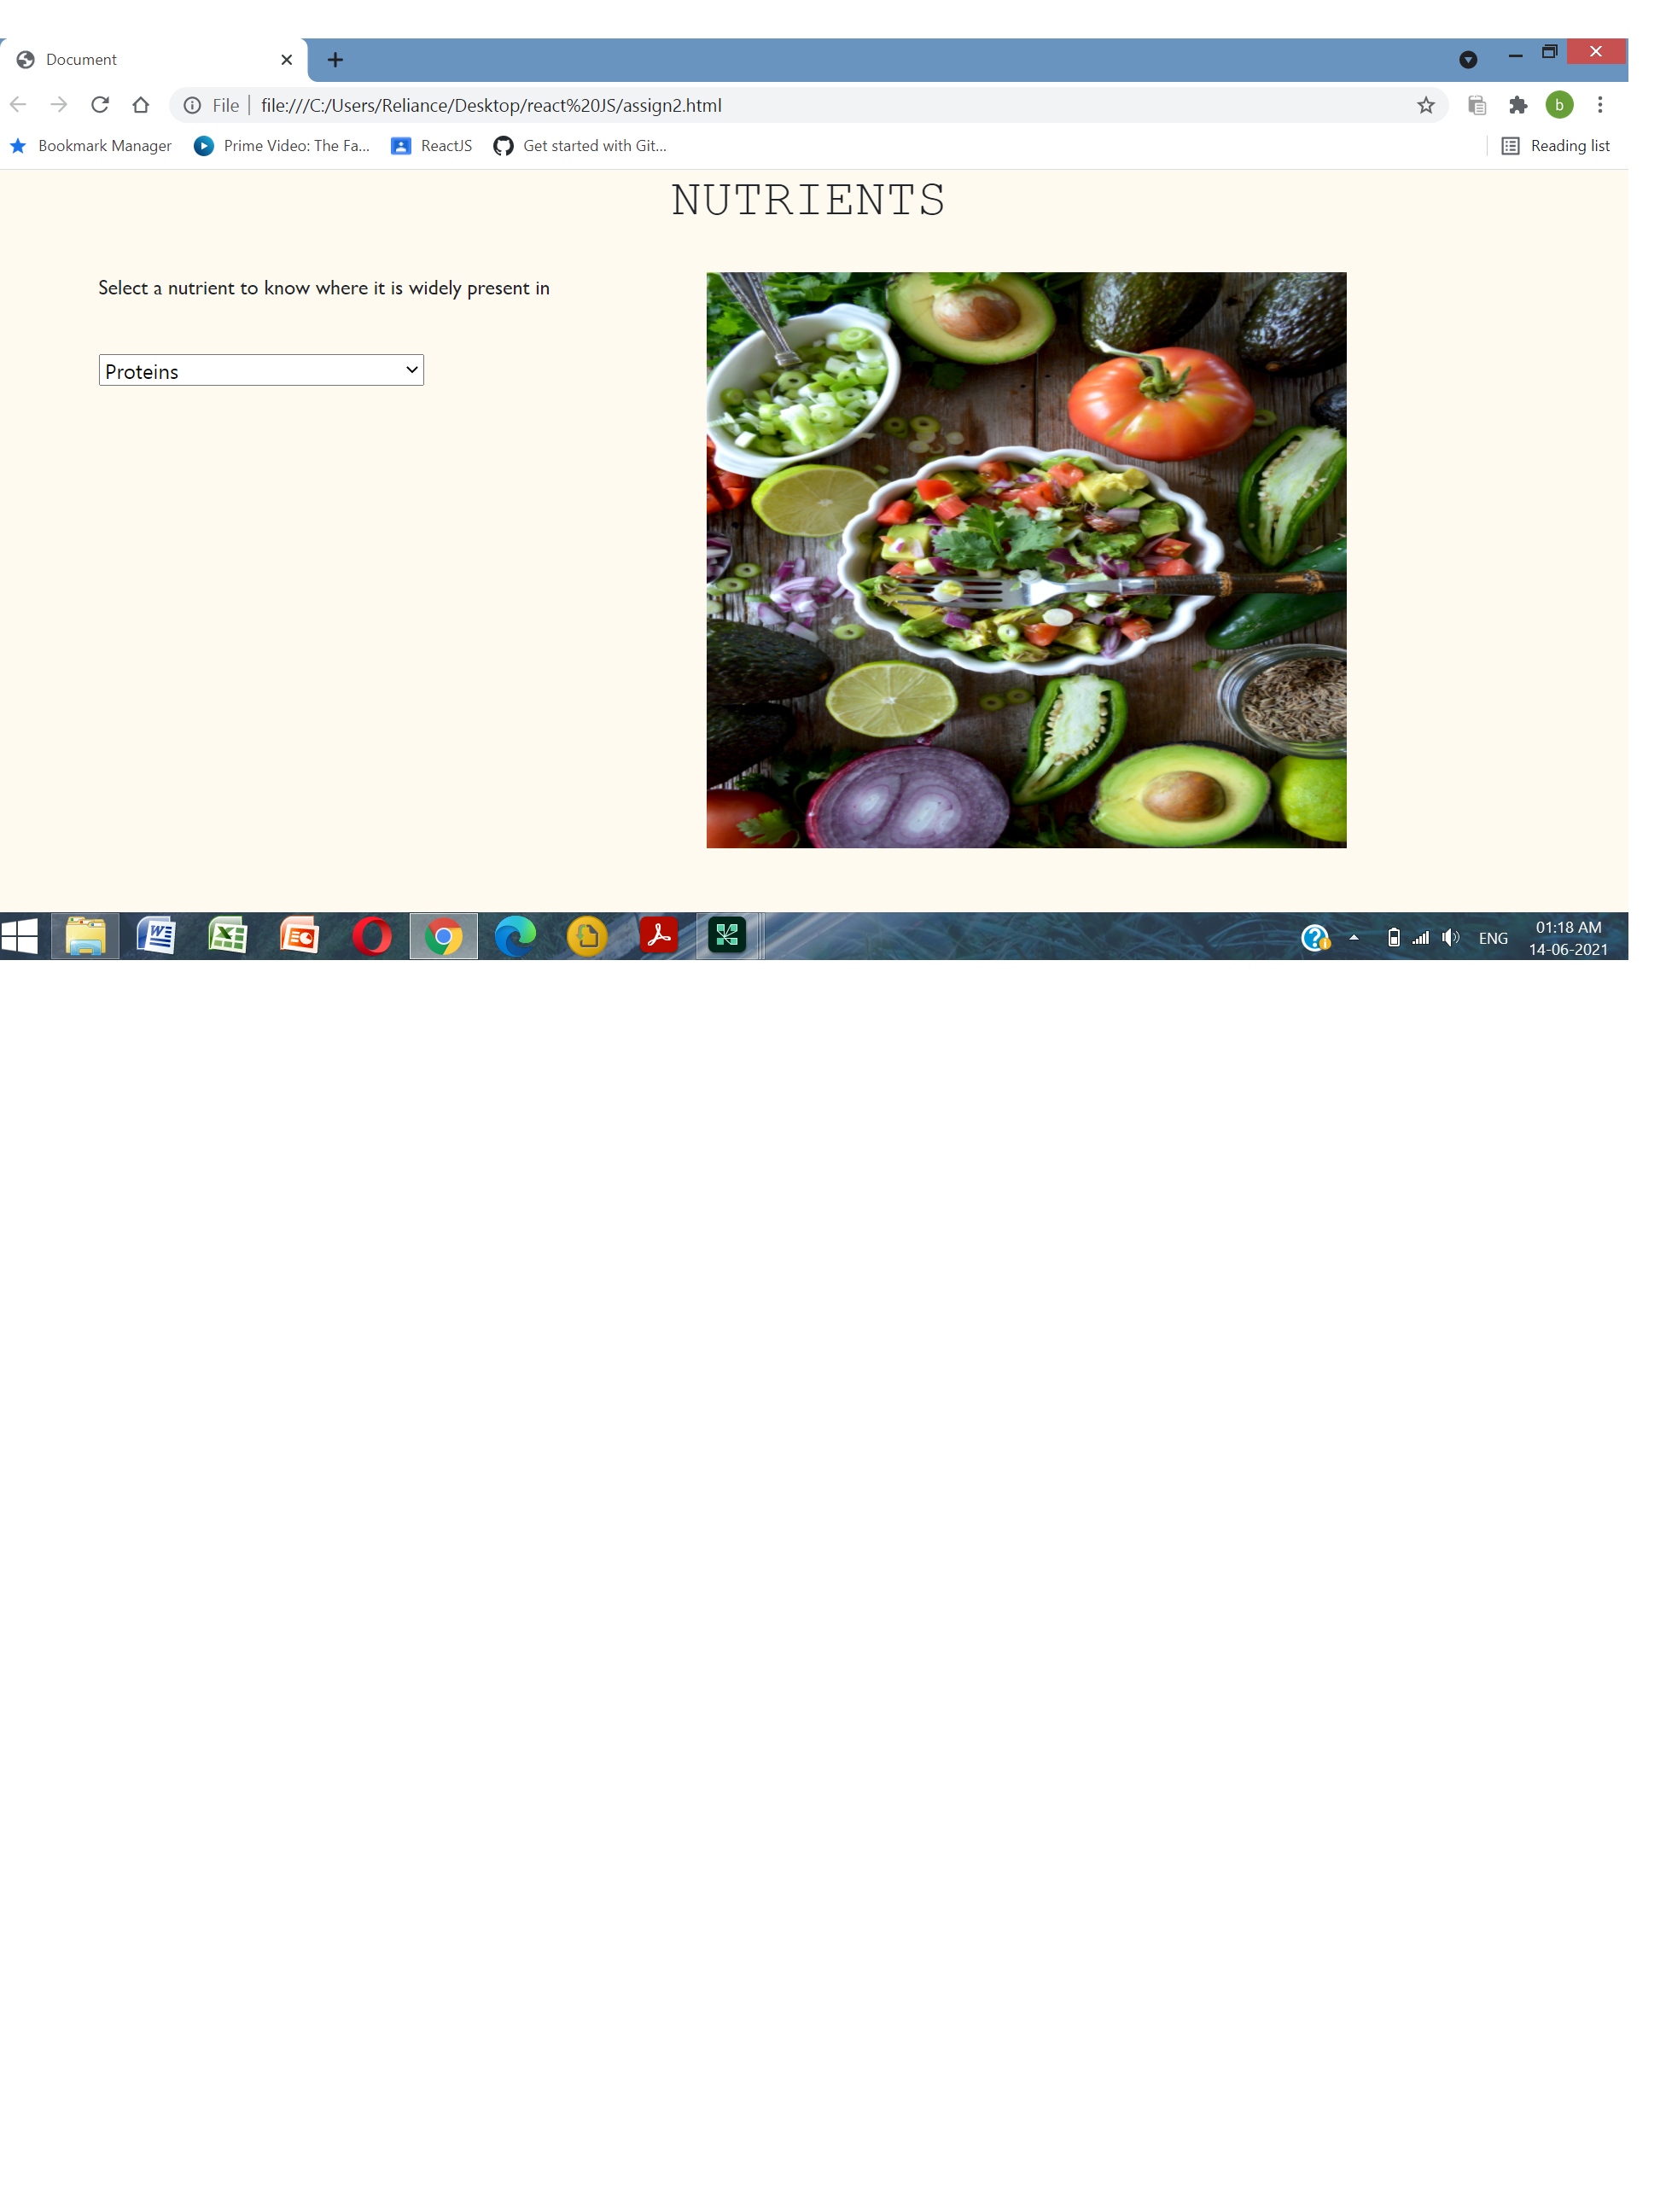 Document
File file:///C:/Users/Reliance/Desktop/react%20JS/assign2.html
b
Bookmark Manager Prime Video: The Fa... ReactJS Get started with Git... Reading list
NUTRIENTS
Select a nutrient to know where it is widely present in
Proteins
ENG
01:18 AM
14-06-2021